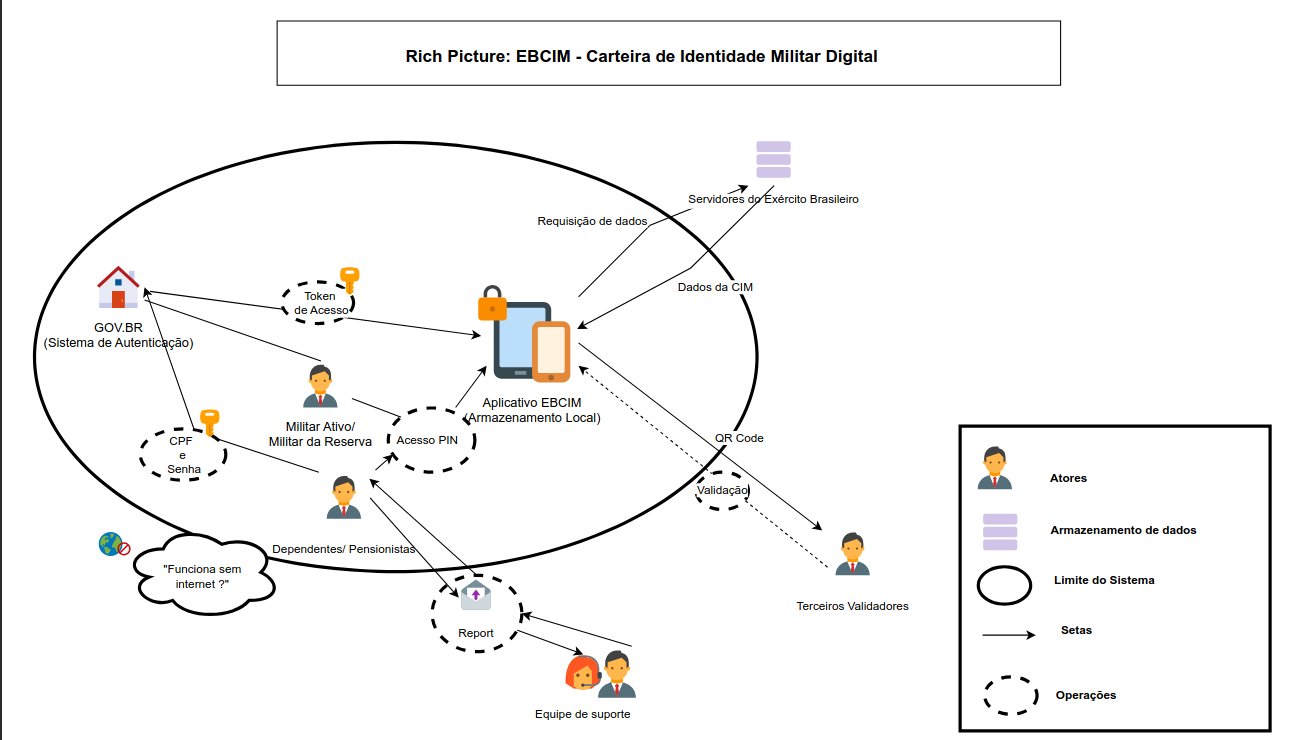 Rich Picture: EBCIM - Carteira de Identidade Militar Digital
Servidores do Exército Brasileiro
Requisição de dados
Dados da CIM
Token
de Acesso
GOV.BR
(Sistema de Autenticação)
Aplicativo EBCIM
(Armazenamento Local)
Militar Ativo/
Militar da Reserva
Acesso PIN
CPF
e
Senha
QR Code
Validação
Dependentes/ Pensionistas
"Funciona sem
internet ?"
Terceiros Validadores
Report
Equipe de suporte
Atores
Armazenamento de dados
Limite do Sistema
Setas
Operações